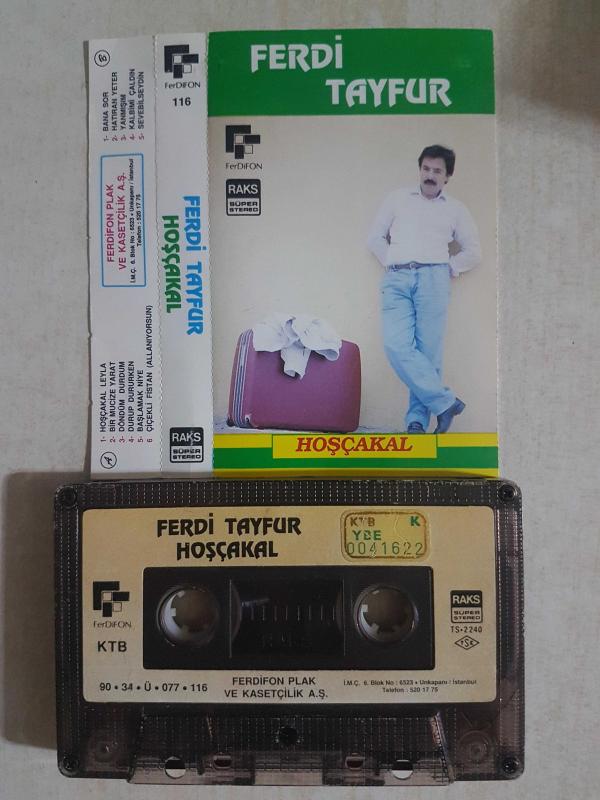 FERDİ
TAYFUR
FerDiFON
RAKS
SÜPER
STEREO
HOŞÇAKAL
FerDiFON
116
FERDİ TAYFUR
HOŞÇAKAL
RAKS
SÜPER
STEREO
B
1- BANA SOR
2- HATIRAN YETER
3- YANMIŞIM
4- KALBİMİ ÇALDIN
5- SEVEBİLSEYDİN
FERDİFON PLAK
VE KASETÇİLİK A.Ş.
İ.M.Ç. 6. Blok No : 6523 • Unkapanı / İstanbul
Telefon : 520 17 75
A
1- HOŞÇAKAL LEYLA
2- BİR MUCİZE YARAT
3- DÖNDÜM DURDUM
4- DURUP DURURKEN
5- BAŞLAMAK NİYE
6 ÇİÇEKLİ FİSTAN (ALLANIYORSUN)
FERDİ TAYFUR
HOŞÇAKAL
KTB K
YBE
0041622
FerDiFON
KTB
RAKS
SÜPER
STEREO
TS•2240
TSE
90 • 34 • Ü • 077 • 116
FERDİFON PLAK
VE KASETÇİLİK A.Ş.
İ.M.Ç. 6. Blok No : 6523 • Unkapanı / İstanbul
Telefon : 520 17 75